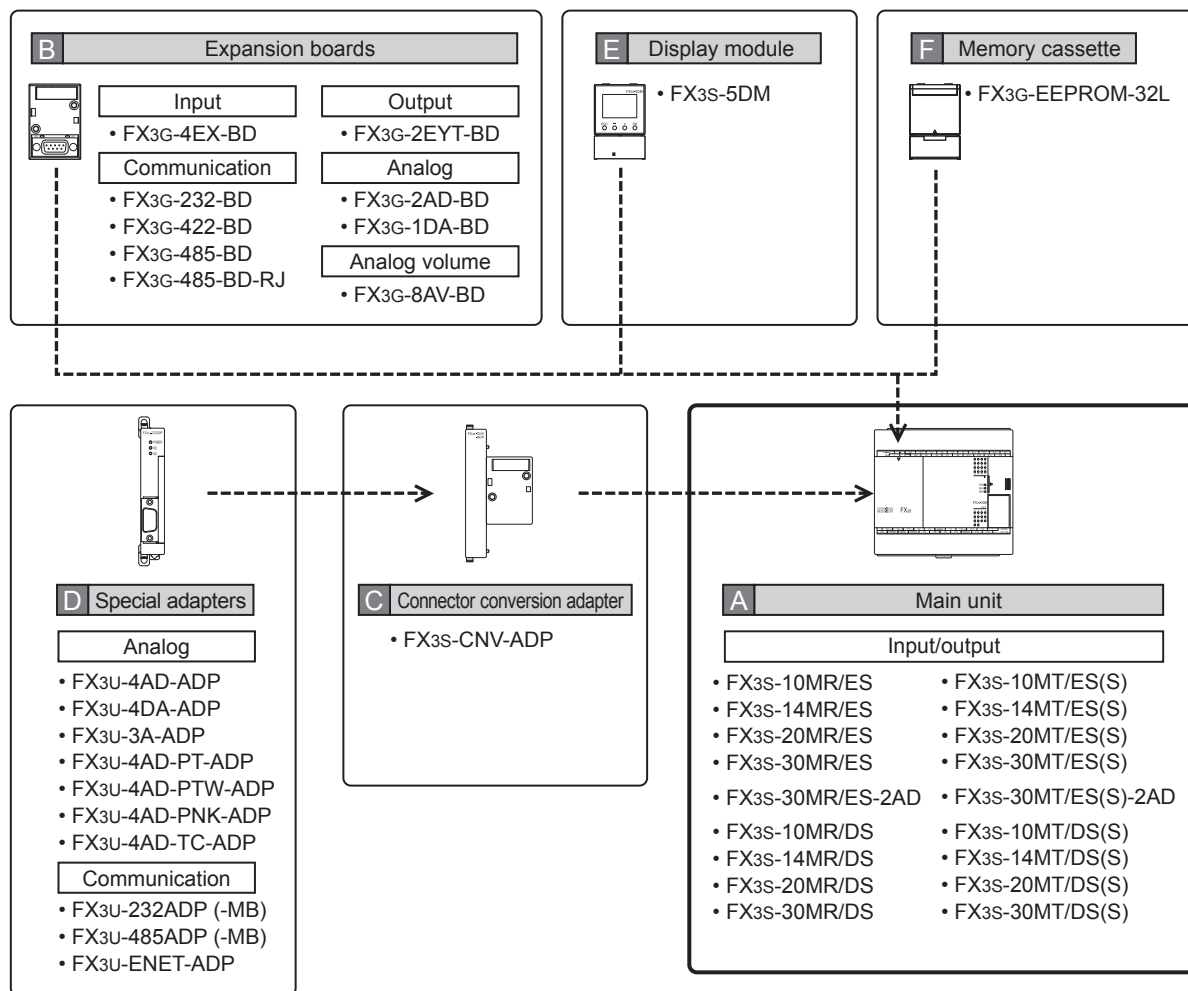 B Expansion boards
Input
• FX3G-4EX-BD
Communication
• FX3G-232-BD
• FX3G-422-BD
• FX3G-485-BD
• FX3G-485-BD-RJ
Output
• FX3G-2EYT-BD
Analog
• FX3G-2AD-BD
• FX3G-1DA-BD
Analog volume
• FX3G-8AV-BD
E Display module
• FX3S-5DM
F Memory cassette
• FX3G-EEPROM-32L
D Special adapters
Analog
• FX3U-4AD-ADP
• FX3U-4DA-ADP
• FX3U-3A-ADP
• FX3U-4AD-PT-ADP
• FX3U-4AD-PTW-ADP
• FX3U-4AD-PNK-ADP
• FX3U-4AD-TC-ADP
Communication
• FX3U-232ADP (-MB)
• FX3U-485ADP (-MB)
• FX3U-ENET-ADP
C Connector conversion adapter
• FX3S-CNV-ADP
FX3S
A Main unit
Input/output
• FX3S-10MR/ES
• FX3S-14MR/ES
• FX3S-20MR/ES
• FX3S-30MR/ES
• FX3S-30MR/ES-2AD
• FX3S-10MR/DS
• FX3S-14MR/DS
• FX3S-20MR/DS
• FX3S-30MR/DS
• FX3S-10MT/ES(S)
• FX3S-14MT/ES(S)
• FX3S-20MT/ES(S)
• FX3S-30MT/ES(S)
• FX3S-30MT/ES(S)-2AD
• FX3S-10MT/DS(S)
• FX3S-14MT/DS(S)
• FX3S-20MT/DS(S)
• FX3S-30MT/DS(S)